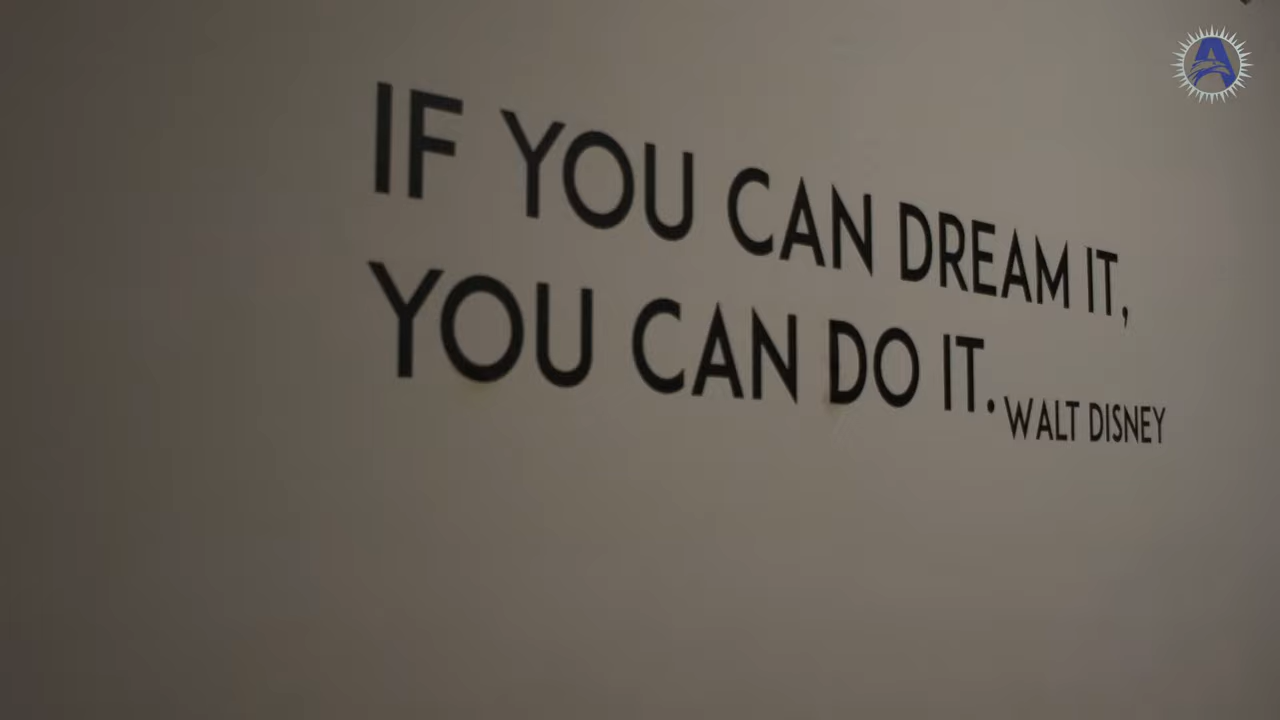 IF YOU CAN DREAM IT,
YOU CAN DO IT.
WALT DISNEY
A